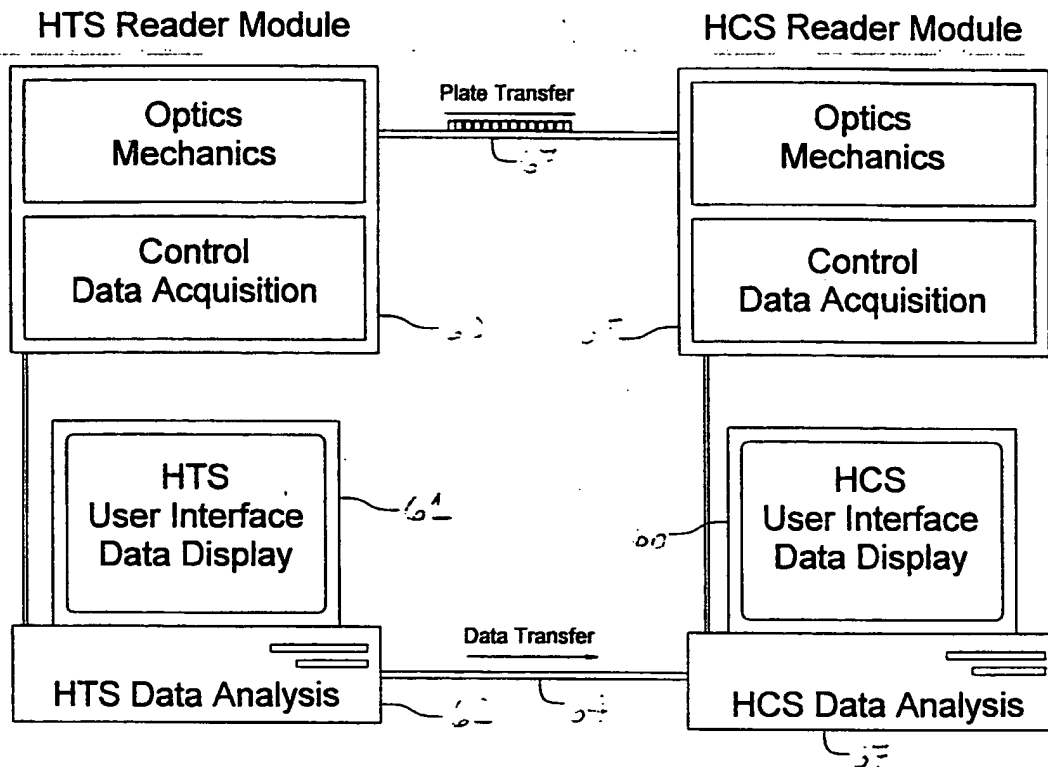 HTS Reader Module
HCS Reader Module
Optics
Mechanics
Control
Data Acquisition
Plate Transfer
Optics
Mechanics
Control
Data Acquisition
HTS
User Interface
Data Display
HCS
User Interface
Data Display
Data Transfer
HTS Data Analysis
HCS Data Analysis